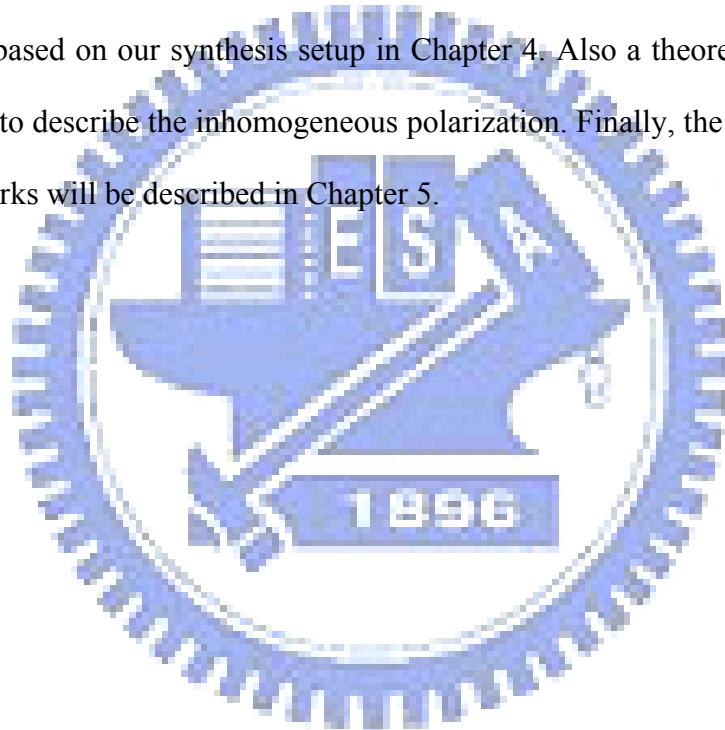 based on our synthesis setup in Chapter 4. Also a theore
to describe the inhomogeneous polarization. Finally, the
rks will be described in Chapter 5.
E S A
1896